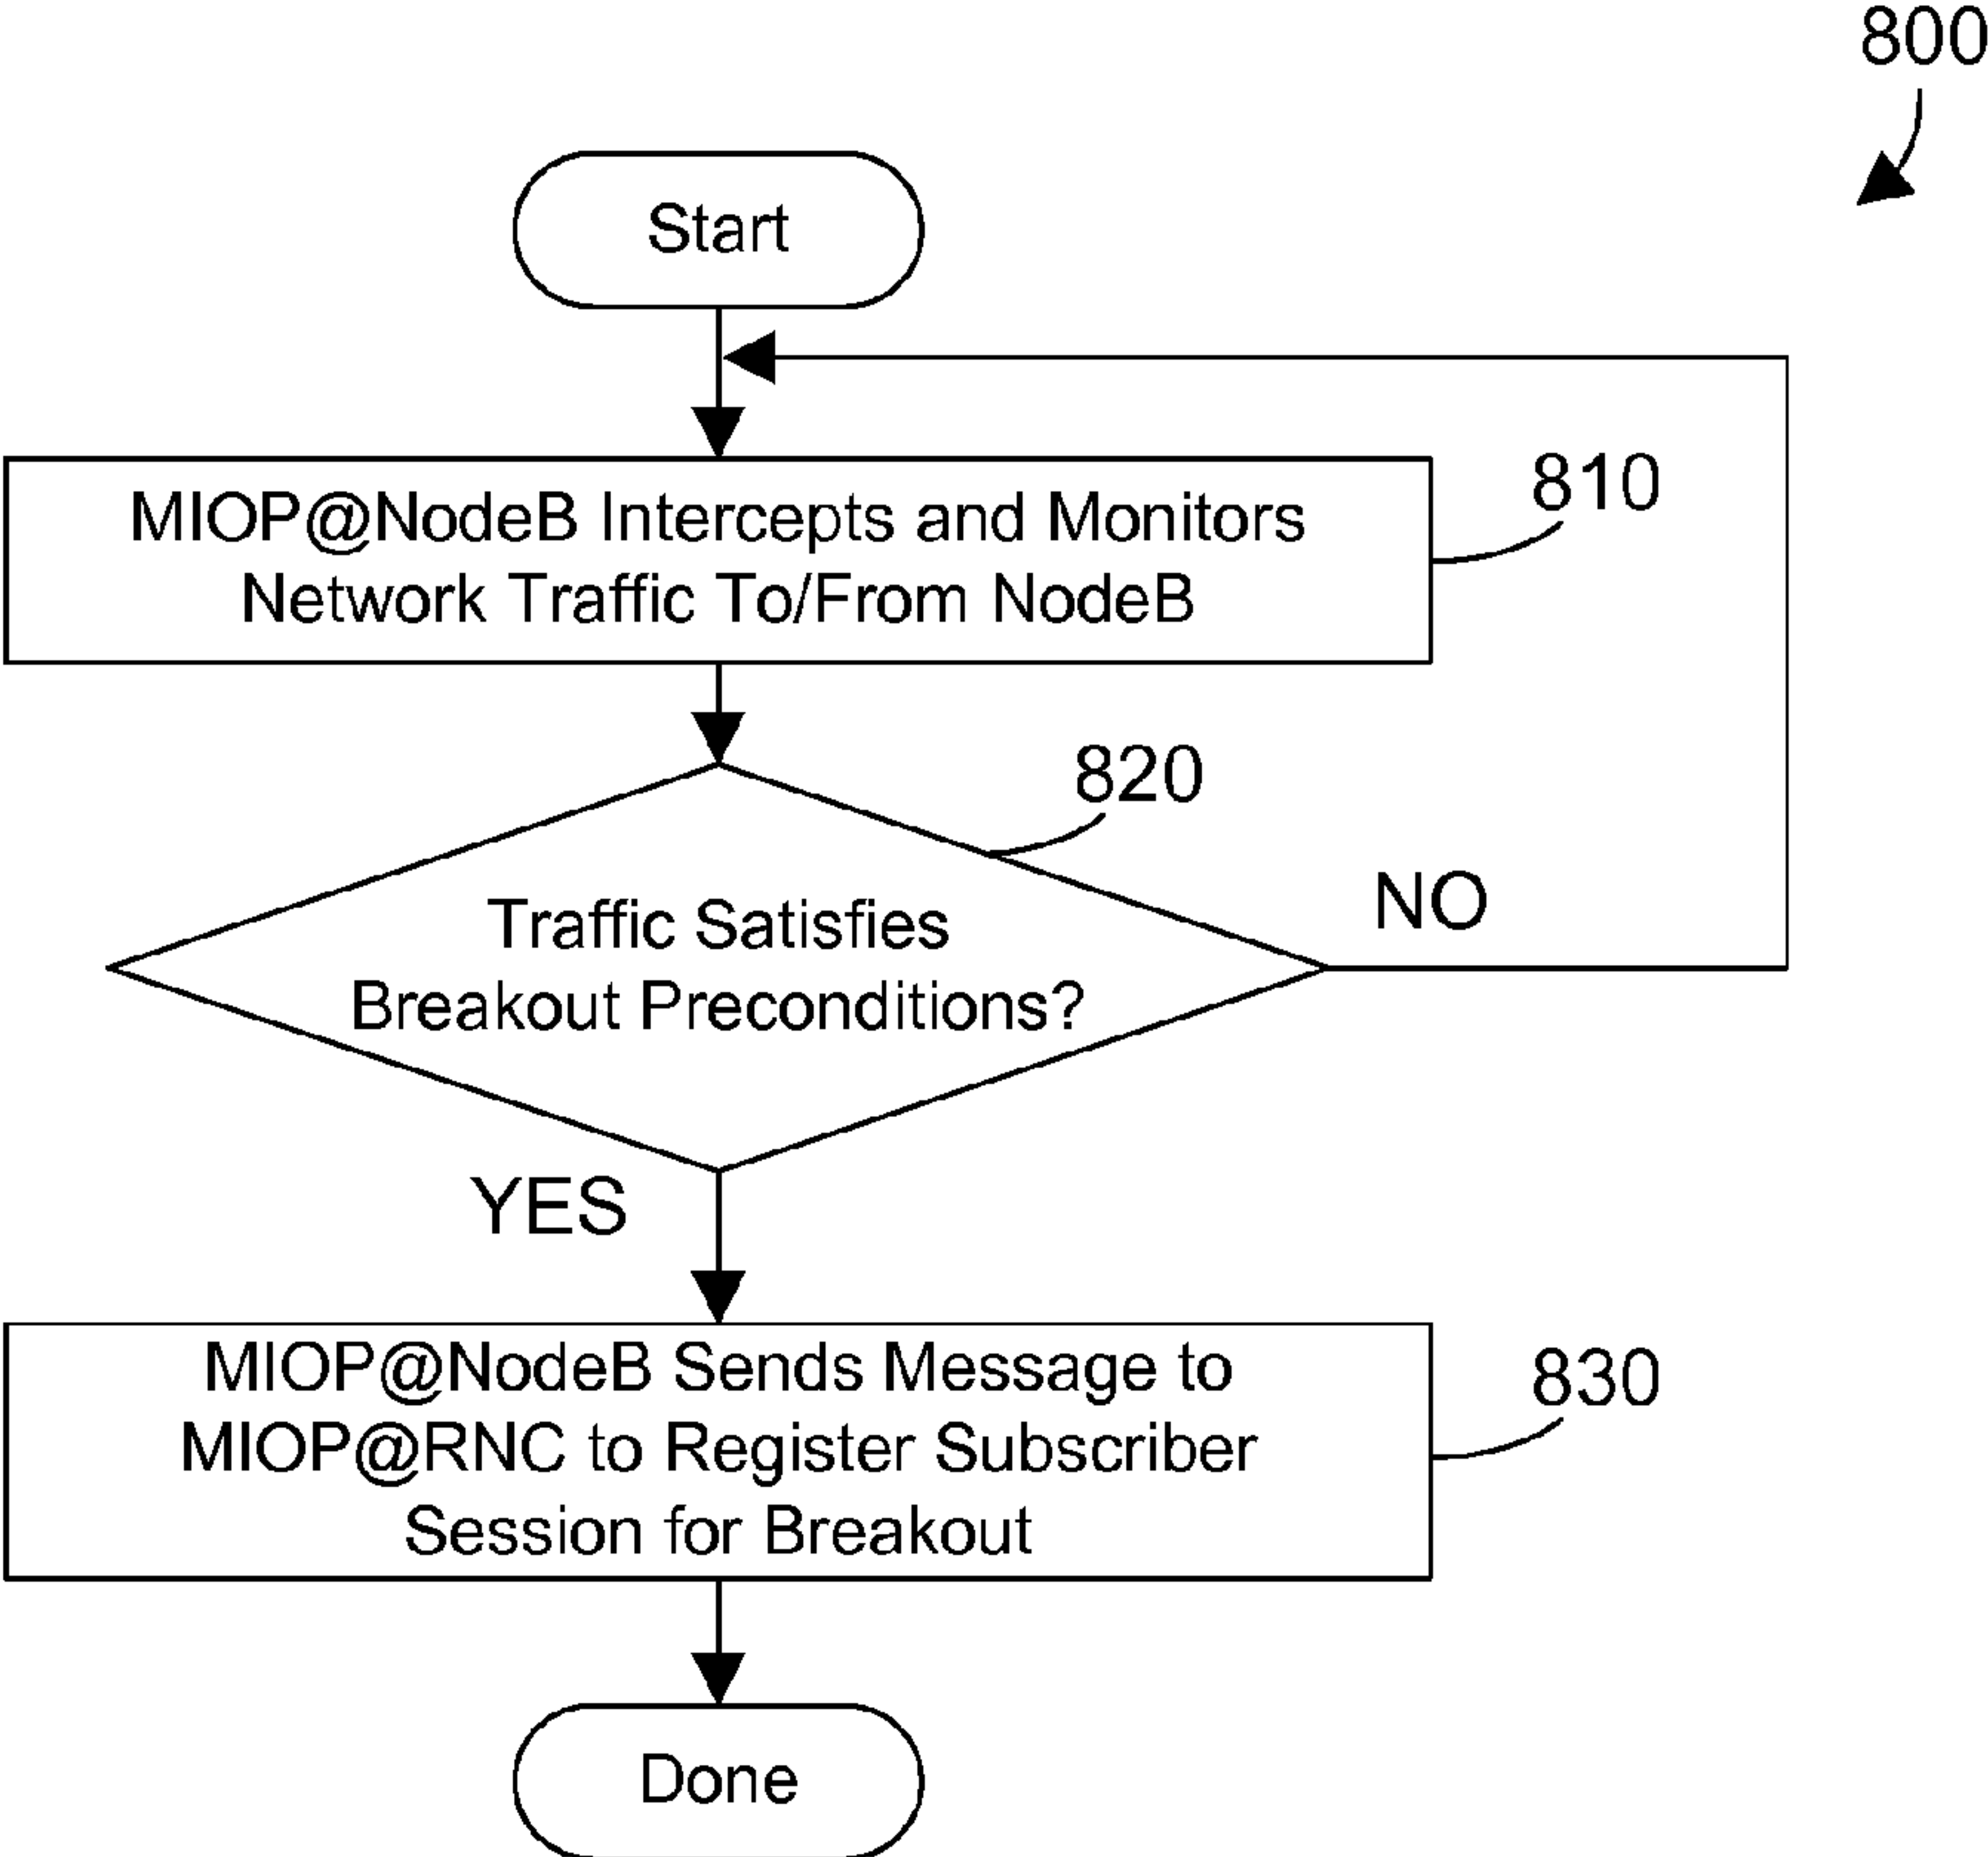 800
Start
MIOP@NodeB Intercepts and Monitors
Network Traffic To/From NodeB
810
820
Traffic Satisfies
Breakout Preconditions?
NO
YES
MIOP@NodeB Sends Message to
MIOP@RNC to Register Subscriber
Session for Breakout
830
Done